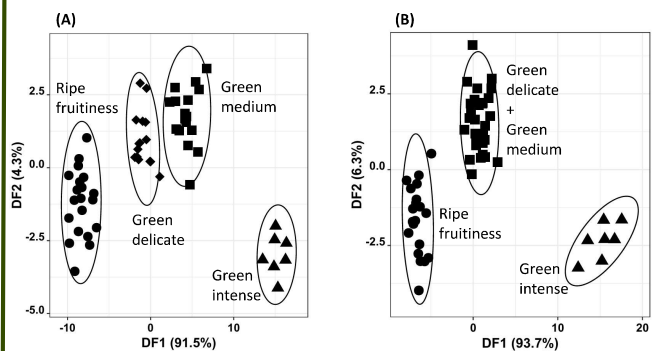 (A)
(B)
Ripe
fruitiness
Green
medium
Green
delicate
Green
intense
2.5
0.0
-2.5
-5.0
DF2 (4.3%)
-10
0
10
DF1 (91.5%)
Green
delicate
+
Green
medium
Ripe
fruitiness
Green
intense
2.5
0.0
-2.5
DF2 (6.3%)
0
10
20
DF1 (93.7%)